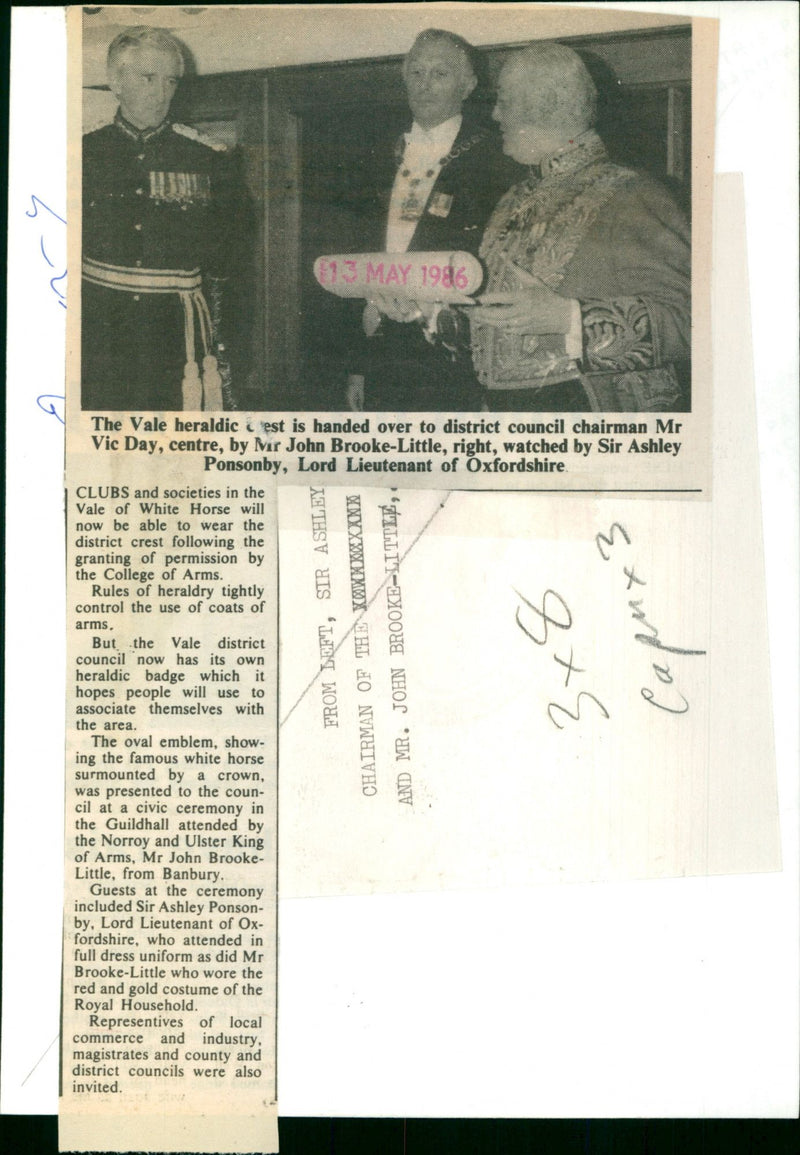 13 MAY 1986
The Vale heraldic est is handed over to district council chairman Mr
Vic Day, centre, by Mr John Brooke-Little, right, watched by Sir Ashley
Ponsonby, Lord Lieutenant of Oxfordshire
CLUBS and societies in the
Vale of White Horse will
now be able to wear the
district crest following the
granting of permission by
the College of Arms.
Rules of heraldry tightly
control the use of coats of
arms.
But the Vale district
council now has its own
heraldic badge which it
hopes people will use to
associate themselves with
the area.
The oval emblem, show-
ing the famous white horse
surmounted by a crown,
was presented to the coun-
cil at a civic ceremony in
the Guildhall attended by
the Norroy and Ulster King
of Arms, Mr John Brooke-
Little, from Banbury.
Guests at the ceremony
included Sir Ashley Ponson-
by, Lord Lieutenant of Ox-
fordshire, who attended in
full dress uniform as did Mr
Brooke-Little who wore the
red and gold costume of the
Royal Household.
Representives of local
commerce and industry,
magistrates and county and
district councils were also
invited.
FROM LEFT, SIR ASHLEY
CHAIRMAN OF THE
AND MR. JOHN BROOKE-LITTLE,
3 x 8